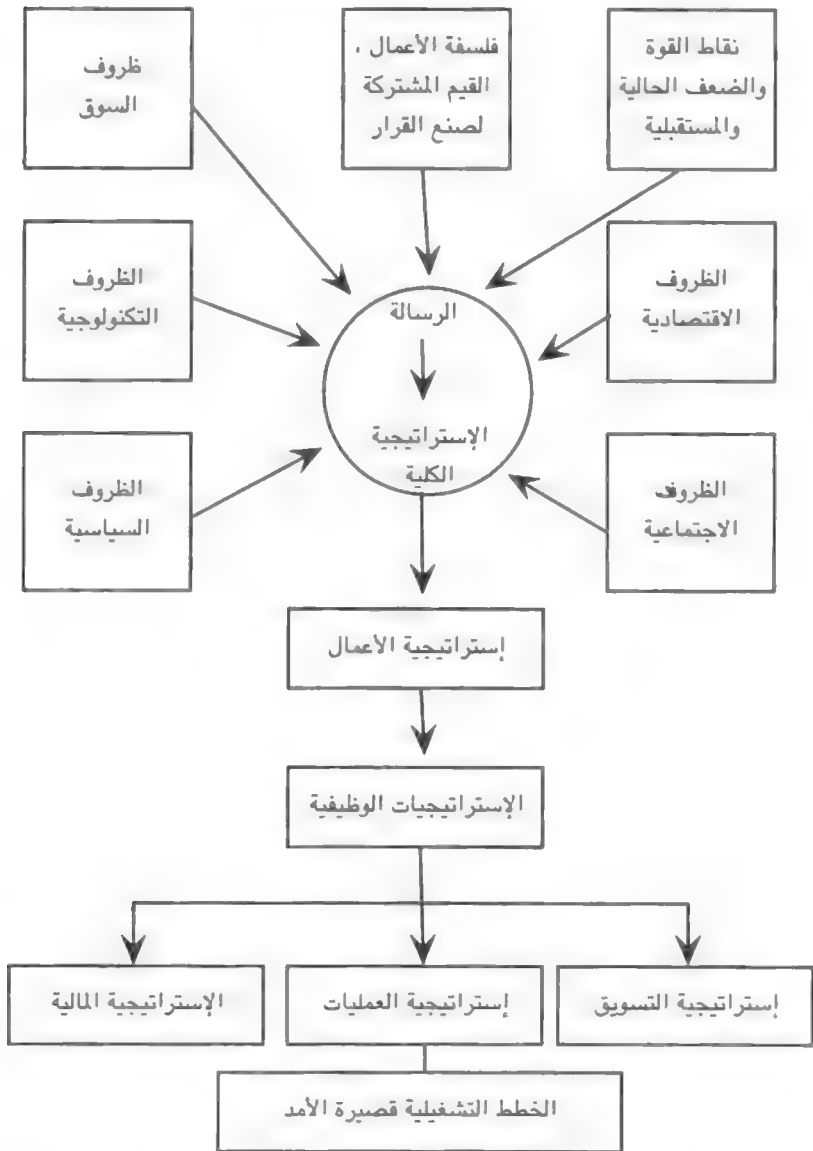 نقاط القوة
والضعف الحالية
والمستقبلية
فلسفة الأعمال ،
القيم المشتركة
لصنع القرار
ظروف
السوق
الظروف
الاقتصادية
الرسالة
الظروف
التكنولوجية
الظروف
الاجتماعية
الإستراتيجية
الكلية
الظروف
السياسية
إستراتيجية الأعمال
الإستراتيجيات الوظيفية
إستراتيجية التسويق
إستراتيجية العمليات
الإستراتيجية المالية
الخطط التشغيلية قصيرة الأمد